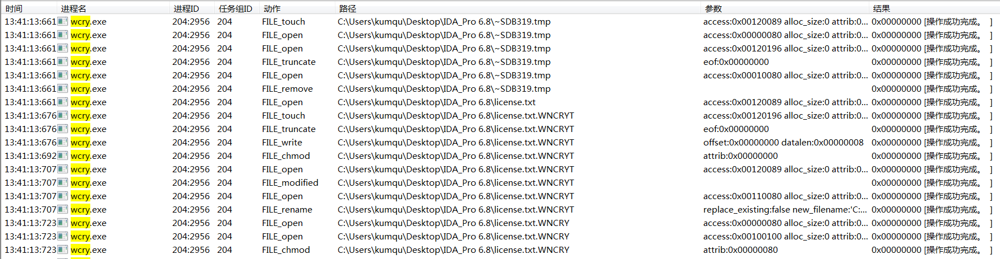 时间 进程名 进程ID 任务组ID 动作 路径 参数 结果
13:41:13:661 wcry.exe 204:2956 204 FILE_touch C:\Users\kumqu\Desktop\IDA_Pro 6.8\~SDB319.tmp access:0x00120089 alloc_size:0 attrib:0... 0x00000000 [操作成功完成。 ]
13:41:13:661 wcry.exe 204:2956 204 FILE_open C:\Users\kumqu\Desktop\IDA_Pro 6.8\~SDB319.tmp access:0x00000080 alloc_size:0 attrib:0... 0x00000000 [操作成功完成。 ]
13:41:13:661 wcry.exe 204:2956 204 FILE_open C:\Users\kumqu\Desktop\IDA_Pro 6.8\~SDB319.tmp access:0x00120196 alloc_size:0 attrib:0... 0x00000000 [操作成功完成。 ]
13:41:13:661 wcry.exe 204:2956 204 FILE_truncate C:\Users\kumqu\Desktop\IDA_Pro 6.8\~SDB319.tmp eof:0x00000000 0x00000000 [操作成功完成。 ]
13:41:13:661 wcry.exe 204:2956 204 FILE_open C:\Users\kumqu\Desktop\IDA_Pro 6.8\~SDB319.tmp access:0x00010080 alloc_size:0 attrib:0... 0x00000000 [操作成功完成。 ]
13:41:13:661 wcry.exe 204:2956 204 FILE_remove C:\Users\kumqu\Desktop\IDA_Pro 6.8\~SDB319.tmp 0x00000000 [操作成功完成。 ]
13:41:13:661 wcry.exe 204:2956 204 FILE_open C:\Users\kumqu\Desktop\IDA_Pro 6.8\license.txt access:0x00120089 alloc_size:0 attrib:0... 0x00000000 [操作成功完成。 ]
13:41:13:676 wcry.exe 204:2956 204 FILE_touch C:\Users\kumqu\Desktop\IDA_Pro 6.8\license.txt.WNCRYT access:0x00120196 alloc_size:0 attrib:0... 0x00000000 [操作成功完成。 ]
13:41:13:676 wcry.exe 204:2956 204 FILE_truncate C:\Users\kumqu\Desktop\IDA_Pro 6.8\license.txt.WNCRYT eof:0x00000000 0x00000000 [操作成功完成。 ]
13:41:13:676 wcry.exe 204:2956 204 FILE_write C:\Users\kumqu\Desktop\IDA_Pro 6.8\license.txt.WNCRYT offset:0x00000000 datalen:0x00000008 0x00000000 [操作成功完成。 ]
13:41:13:692 wcry.exe 204:2956 204 FILE_chmod C:\Users\kumqu\Desktop\IDA_Pro 6.8\license.txt.WNCRYT attrib:0x00000000 0x00000000 [操作成功完成。 ]
13:41:13:707 wcry.exe 204:2956 204 FILE_open C:\Users\kumqu\Desktop\IDA_Pro 6.8\license.txt.WNCRYT access:0x00120089 alloc_size:0 attrib:0... 0x00000000 [操作成功完成。 ]
13:41:13:707 wcry.exe 204:2956 204 FILE_modified C:\Users\kumqu\Desktop\IDA_Pro 6.8\license.txt.WNCRYT 0x00000000 [操作成功完成。 ]
13:41:13:707 wcry.exe 204:2956 204 FILE_open C:\Users\kumqu\Desktop\IDA_Pro 6.8\license.txt.WNCRYT access:0x00110080 alloc_size:0 attrib:0... 0x00000000 [操作成功完成。 ]
13:41:13:707 wcry.exe 204:2956 204 FILE_rename C:\Users\kumqu\Desktop\IDA_Pro 6.8\license.txt.WNCRYT replace_existing:false new_filename:'C:... 0x00000000 [操作成功完成。 ]
13:41:13:723 wcry.exe 204:2956 204 FILE_open C:\Users\kumqu\Desktop\IDA_Pro 6.8\license.txt.WNCRY access:0x00000080 alloc_size:0 attrib:0... 0x00000000 [操作成功完成。 ]
13:41:13:723 wcry.exe 204:2956 204 FILE_open C:\Users\kumqu\Desktop\IDA_Pro 6.8\license.txt.WNCRY access:0x00100100 alloc_size:0 attrib:0... 0x00000000 [操作成功完成。 ]
13:41:13:723 wcry.exe 204:2956 204 FILE_chmod C:\Users\kumqu\Desktop\IDA_Pro 6.8\license.txt.WNCRY attrib:0x00000080 0x00000000 [操作成功完成。 ]